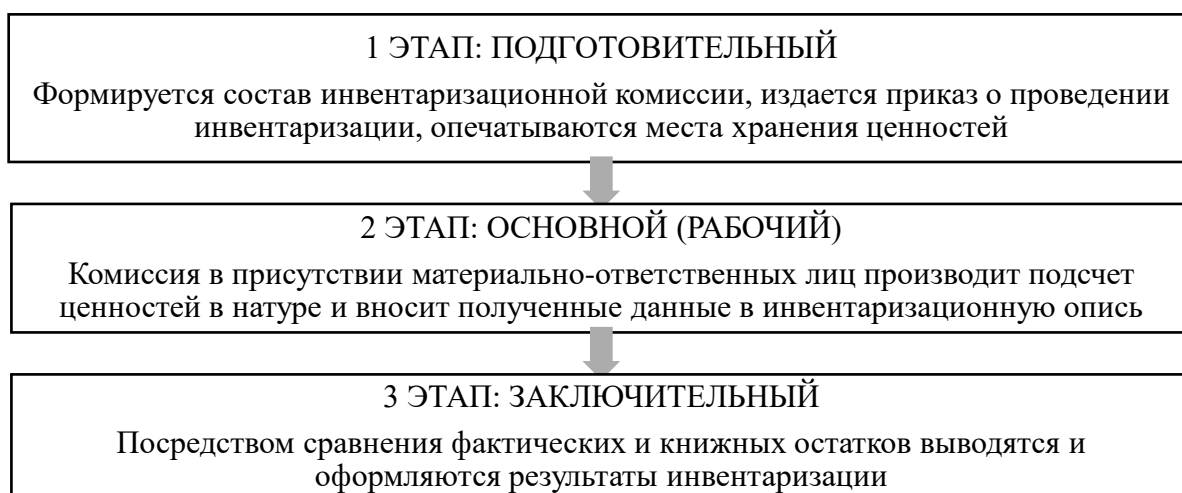 1 ЭТАП: ПОДГОТОВИТЕЛЬНЫЙ
Формируется состав инвентаризационной комиссии, издается приказ о проведении
инвентаризации, опечатываются места хранения ценностей
2 ЭТАП: ОСНОВНОЙ (РАБОЧИЙ)
Комиссия в присутствии материально-ответственных лиц производит подсчет
ценностей в натуре и вносит полученные данные в инвентаризационную опись
3 ЭТАП: ЗАКЛЮЧИТЕЛЬНЫЙ
Посредством сравнения фактических и книжных остатков выводятся и
оформляются результаты инвентаризации